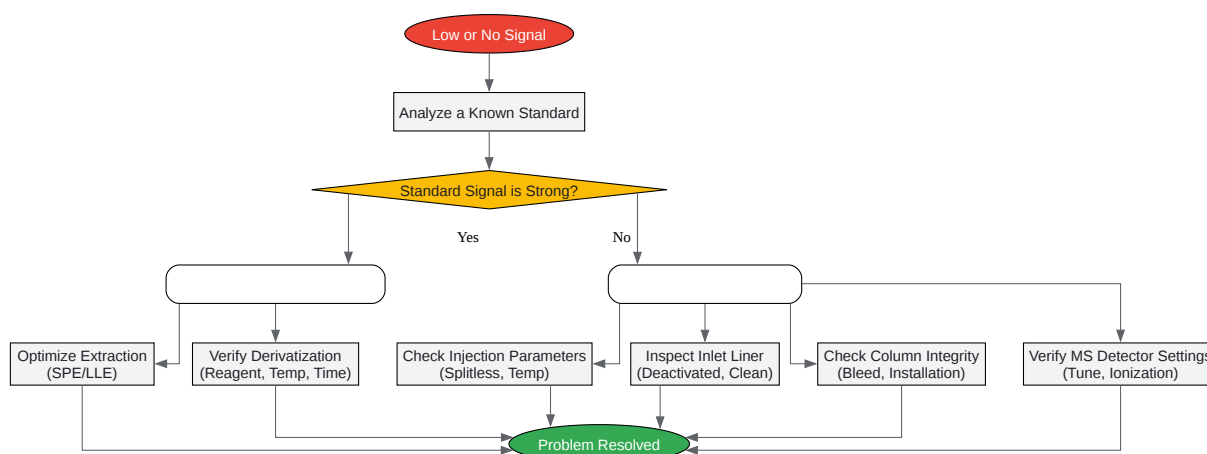 Low or No Signal
Analyze a Known Standard
Standard Signal is Strong?
Yes
No
Optimize Extraction
(SPE/LLE)
Verify Derivatization
(Reagent, Temp, Time)
Check Injection Parameters
(Splitless, Temp)
Inspect Inlet Liner
(Deactivated, Clean)
Check Column Integrity
(Bleed, Installation)
Verify MS Detector Settings
(Tune, Ionization)
Problem Resolved